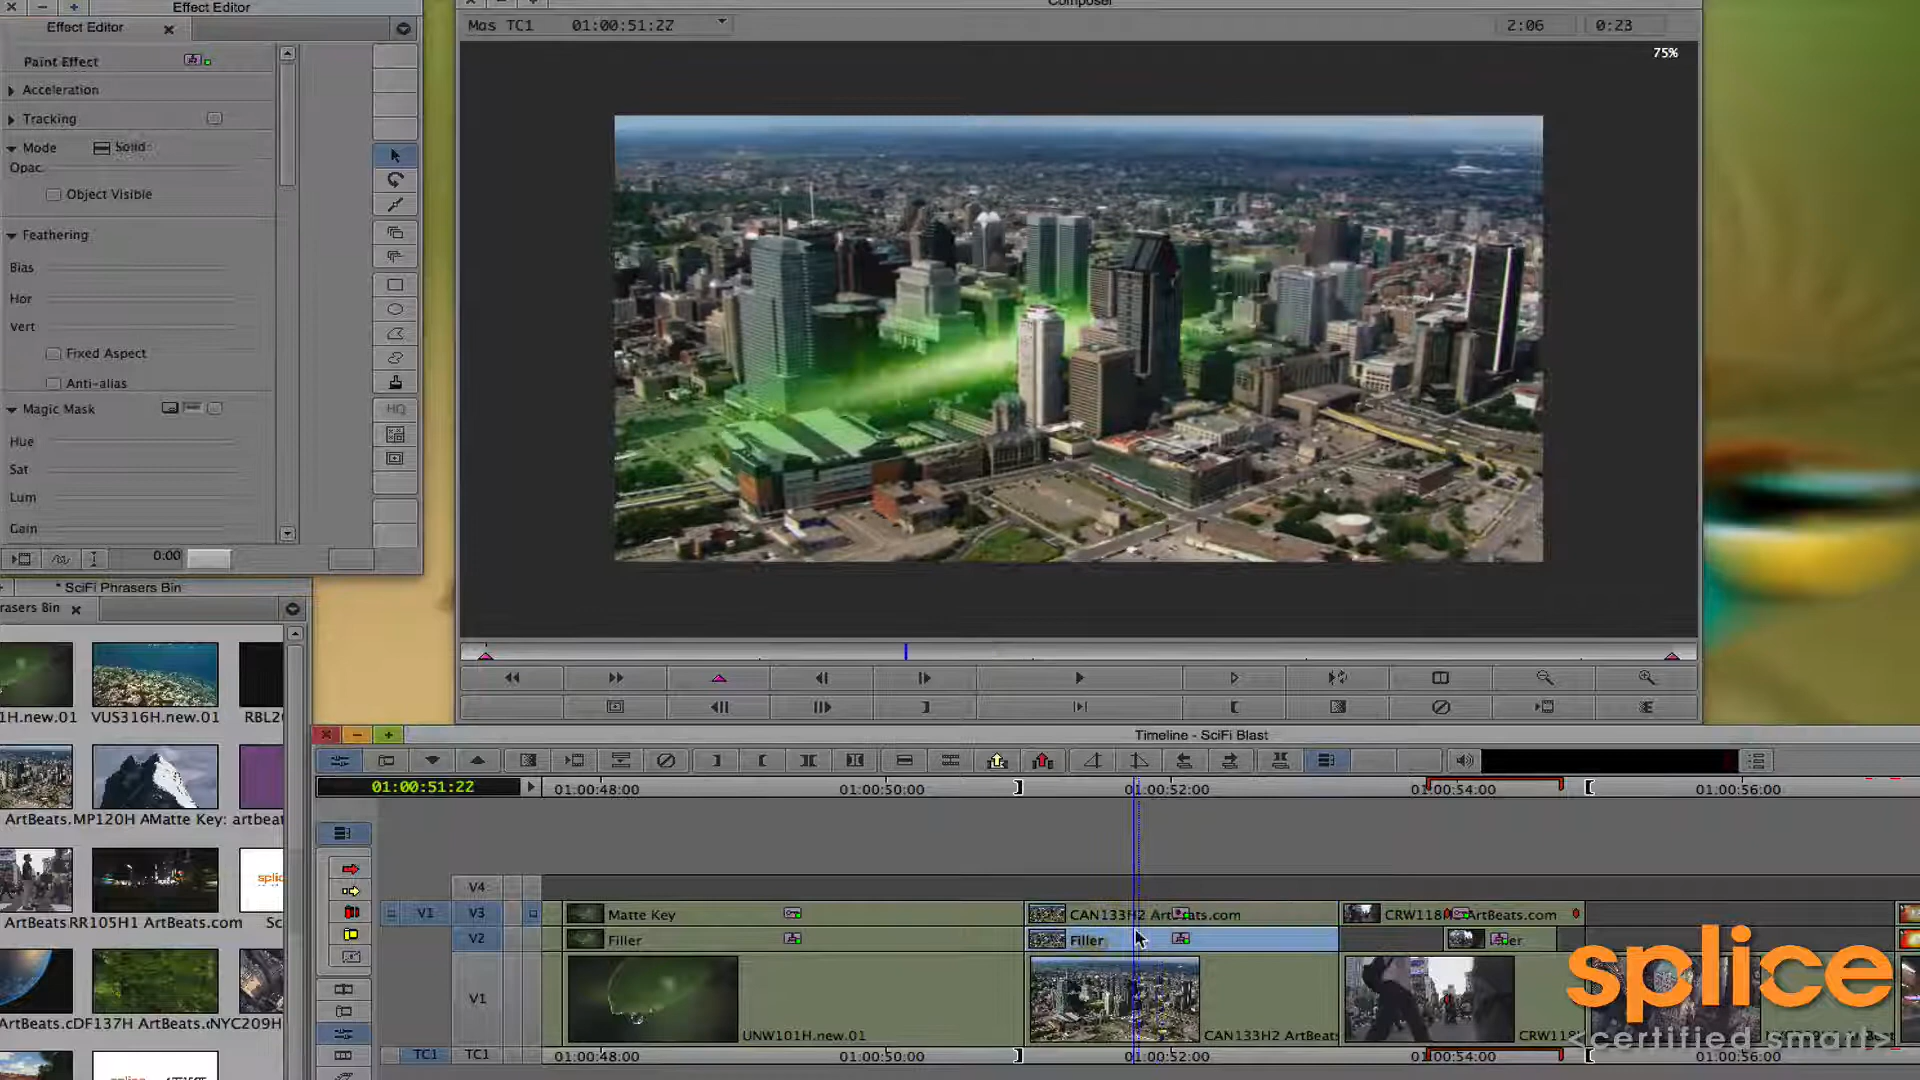 Effect Editor
Effect Editor
Paint Effect
Acceleration
Tracking
Mode
Solid
Opac
Object Visible
Feathering
Bias
Hor
Vert
Fixed Aspect
Anti-alias
Magic Mask
Hue
Sat
Lum
Gain
0:00
HQ
Composer
Mas TC1
01:00:51:22
2:06
0:23
75%
* SciFi Phrasers Bin
rasers Bin
1H.new.01
VUS316H.new.01
ArtBeats.MP120H
AMatte Key: artbeat
ArtBeats.RR105H1
ArtBeats.com
ArtBeats.cDF137H
ArtBeats.cNYC209H
splice
Timeline - SciFi Blast
01:00:51:22
01:00:48:00
01:00:50:00
01:00:52:00
01:00:54:00
01:00:56:00
V4
V1
V3
Matte Key
CAN133H2 ArtBeats.com
CRW118H ArtBeats.com
V2
Filler
Filler
V1
UNW101H.new.01
CAN133H2 ArtBeats
TC1
TC1
01:00:48:00
01:00:50:00
01:00:52:00
01:00:54:00
01:00:56:00
splice
<certified smart>